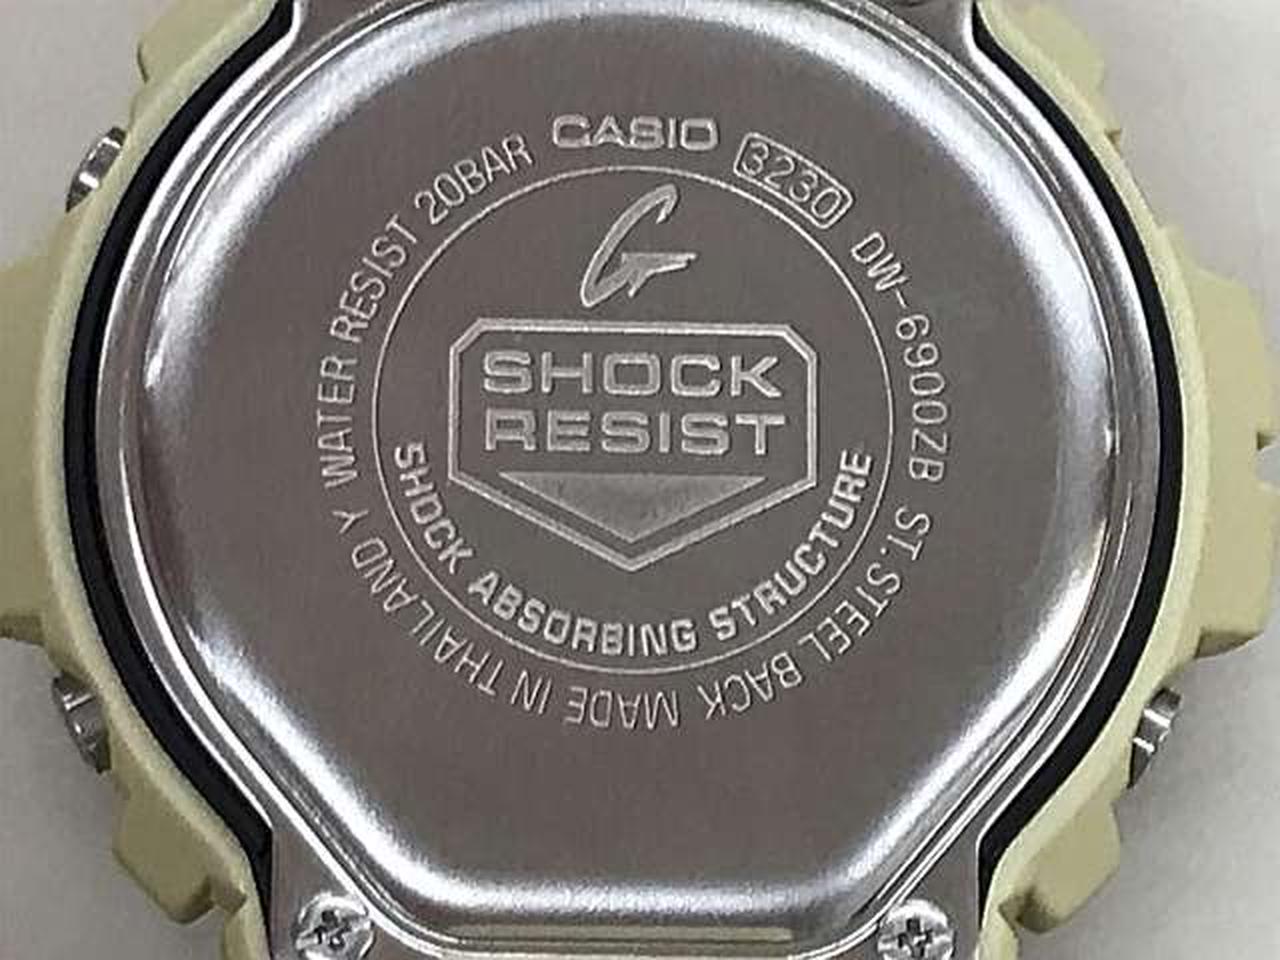 CASIO 3230 DW-6900ZB ST.STEEL BACK MADE IN THAILAND Y WATER RESIST 20BAR
G
SHOCK
RESIST
SHOCK ABSORBING STRUCTURE